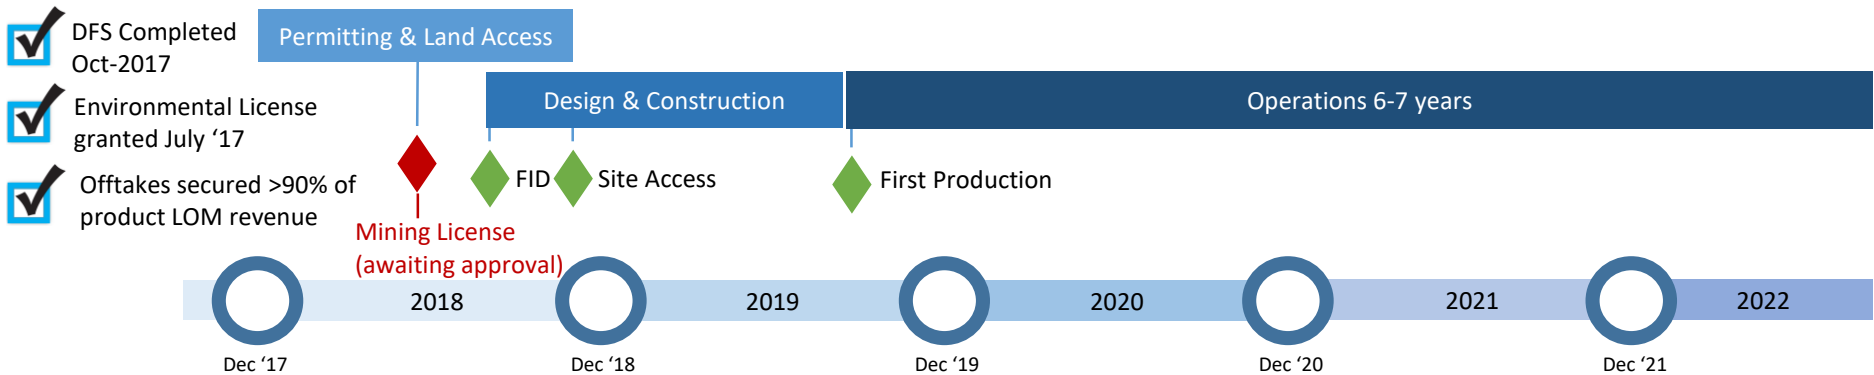 DFS Completed
Oct-2017
Environmental License
granted July ‘17
Offtakes secured >90% of
product LOM revenue
Permitting & Land Access
Design & Construction
Operations 6-7 years
FID
Site Access
First Production
Mining License
(awaiting approval)
2018
2019
2020
2021
2022
Dec ‘17
Dec ‘18
Dec ‘19
Dec ‘20
Dec ‘21